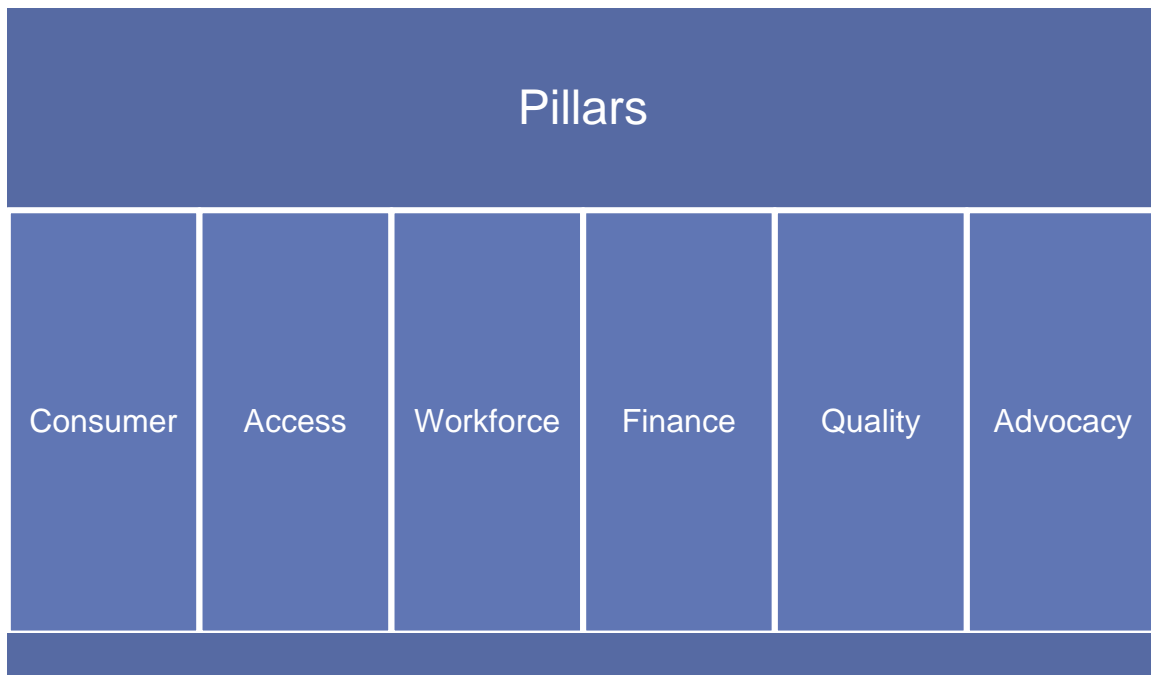 Pillars
Consumer
Access
Workforce
Finance
Quality
Advocacy